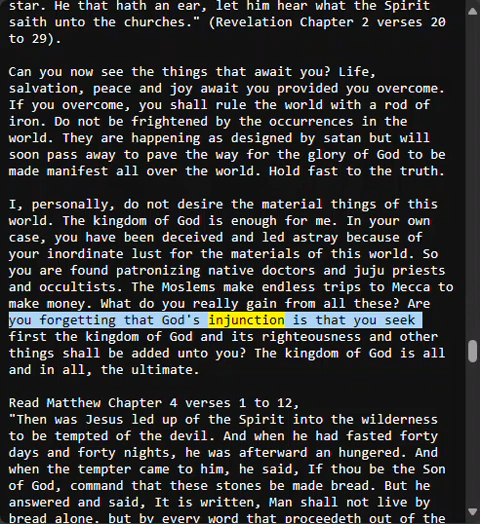 star. He that hath an ear, let him hear what the Spirit
saith unto the churches." (Revelation Chapter 2 verses 20
to 29).
Can you now see the things that await you? Life,
salvation, peace and joy await you provided you overcome.
If you overcome, you shall rule the world with a rod of
iron. Do not be frightened by the occurrences in the
world. They are happening as designed by satan but will
soon pass away to pave the way for the glory of God to be
made manifest all over the world. Hold fast to the truth.
I, personally, do not desire the material things of this
world. The kingdom of God is enough for me. In your own
case, you have been deceived and led astray because of
your inordinate lust for the materials of this world. So
you are found patronizing native doctors and juju priests
and occultists. The Moslems make endless trips to Mecca to
make money. What do you really gain from all these? Are
you forgetting that God's injunction is that you seek
first the kingdom of God and its righteousness and other
things shall be added unto you? The kingdom of God is all
and in all, the ultimate.
Read Matthew Chapter 4 verses 1 to 12,
"Then was Jesus led up of the Spirit into the wilderness
to be tempted of the devil. And when he had fasted forty
days and forty nights, he was afterward an hungered. And
when the tempter came to him, he said, If thou be the Son
of God, command that these stones be made bread. But he
answered and said, It is written, Man shall not live by
bread alone, but by every word that proceedeth out of the